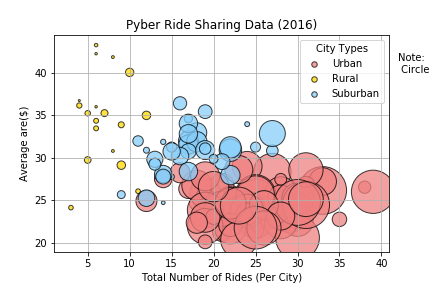 Pyber Ride Sharing Data (2016)
City Types
Urban
Rural
Suburban
Note:
Circle
Average are($)
40
35
30
25
20
5
10
15
20
25
30
35
40
Total Number of Rides (Per City)